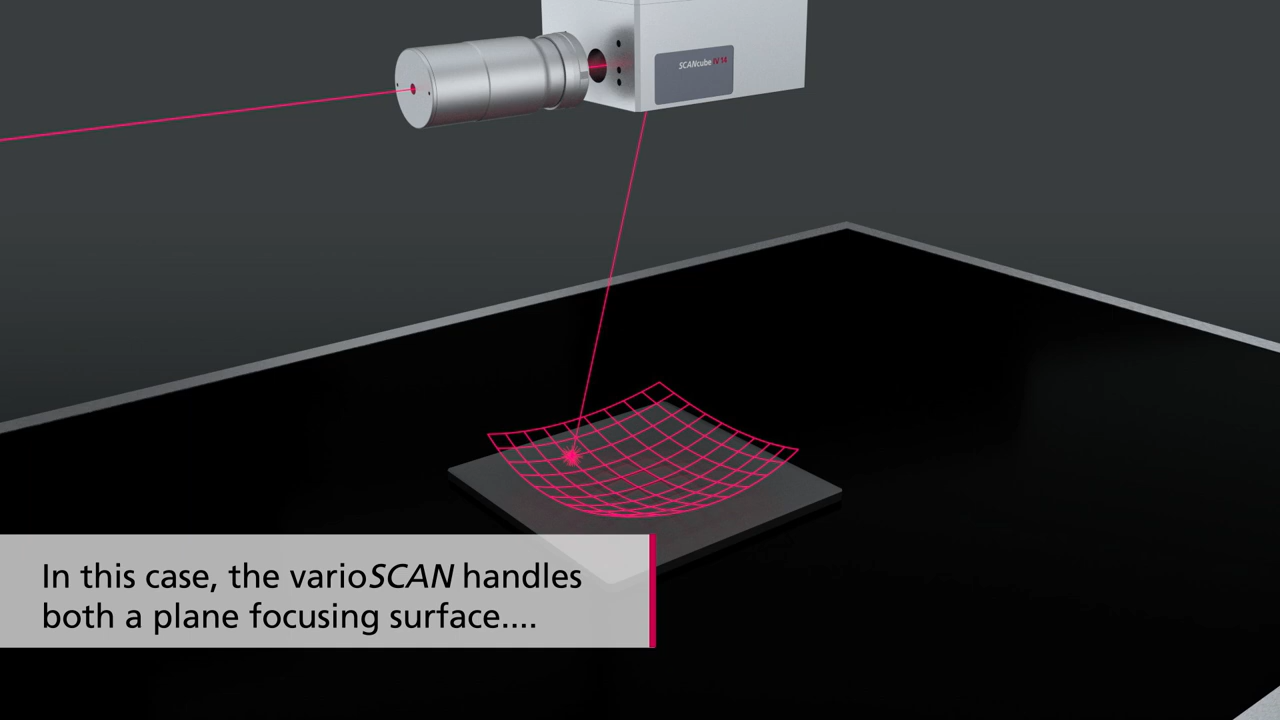 SCANcube IV 14
In this case, the varioSCAN handles
both a plane focusing surface....